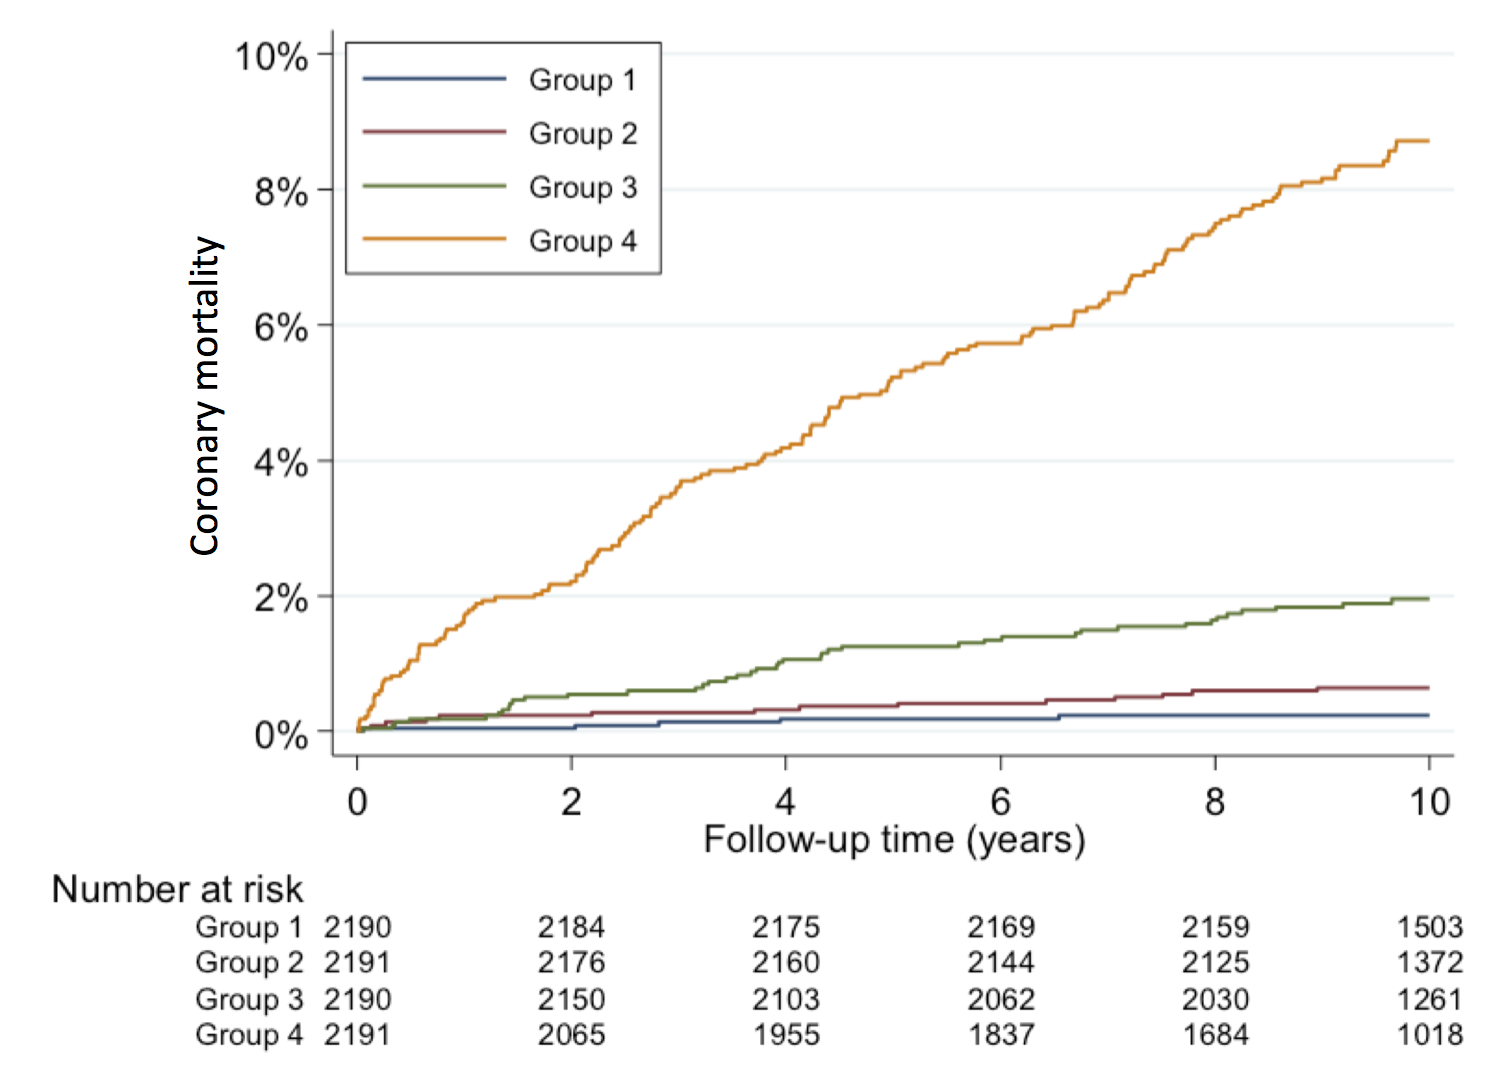 10%
8%
6%
4%
2%
0%
Coronary mortality
Group 1
Group 2
Group 3
Group 4
0 2 4 6 8 10
Follow-up time (years)
Number at risk
Group 1 2190 2184 2175 2169 2159 1503
Group 2 2191 2176 2160 2144 2125 1372
Group 3 2190 2150 2103 2062 2030 1261
Group 4 2191 2065 1955 1837 1684 1018